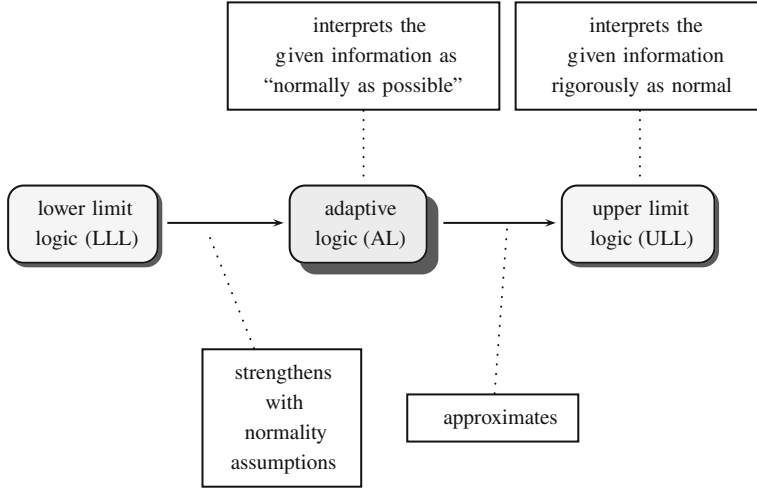 interprets the
given information as
“normally as possible”
interprets the
given information
rigorously as normal
lower limit
logic (LLL)
adaptive
logic (AL)
upper limit
logic (ULL)
strengthens
with
normality
assumptions
approximates